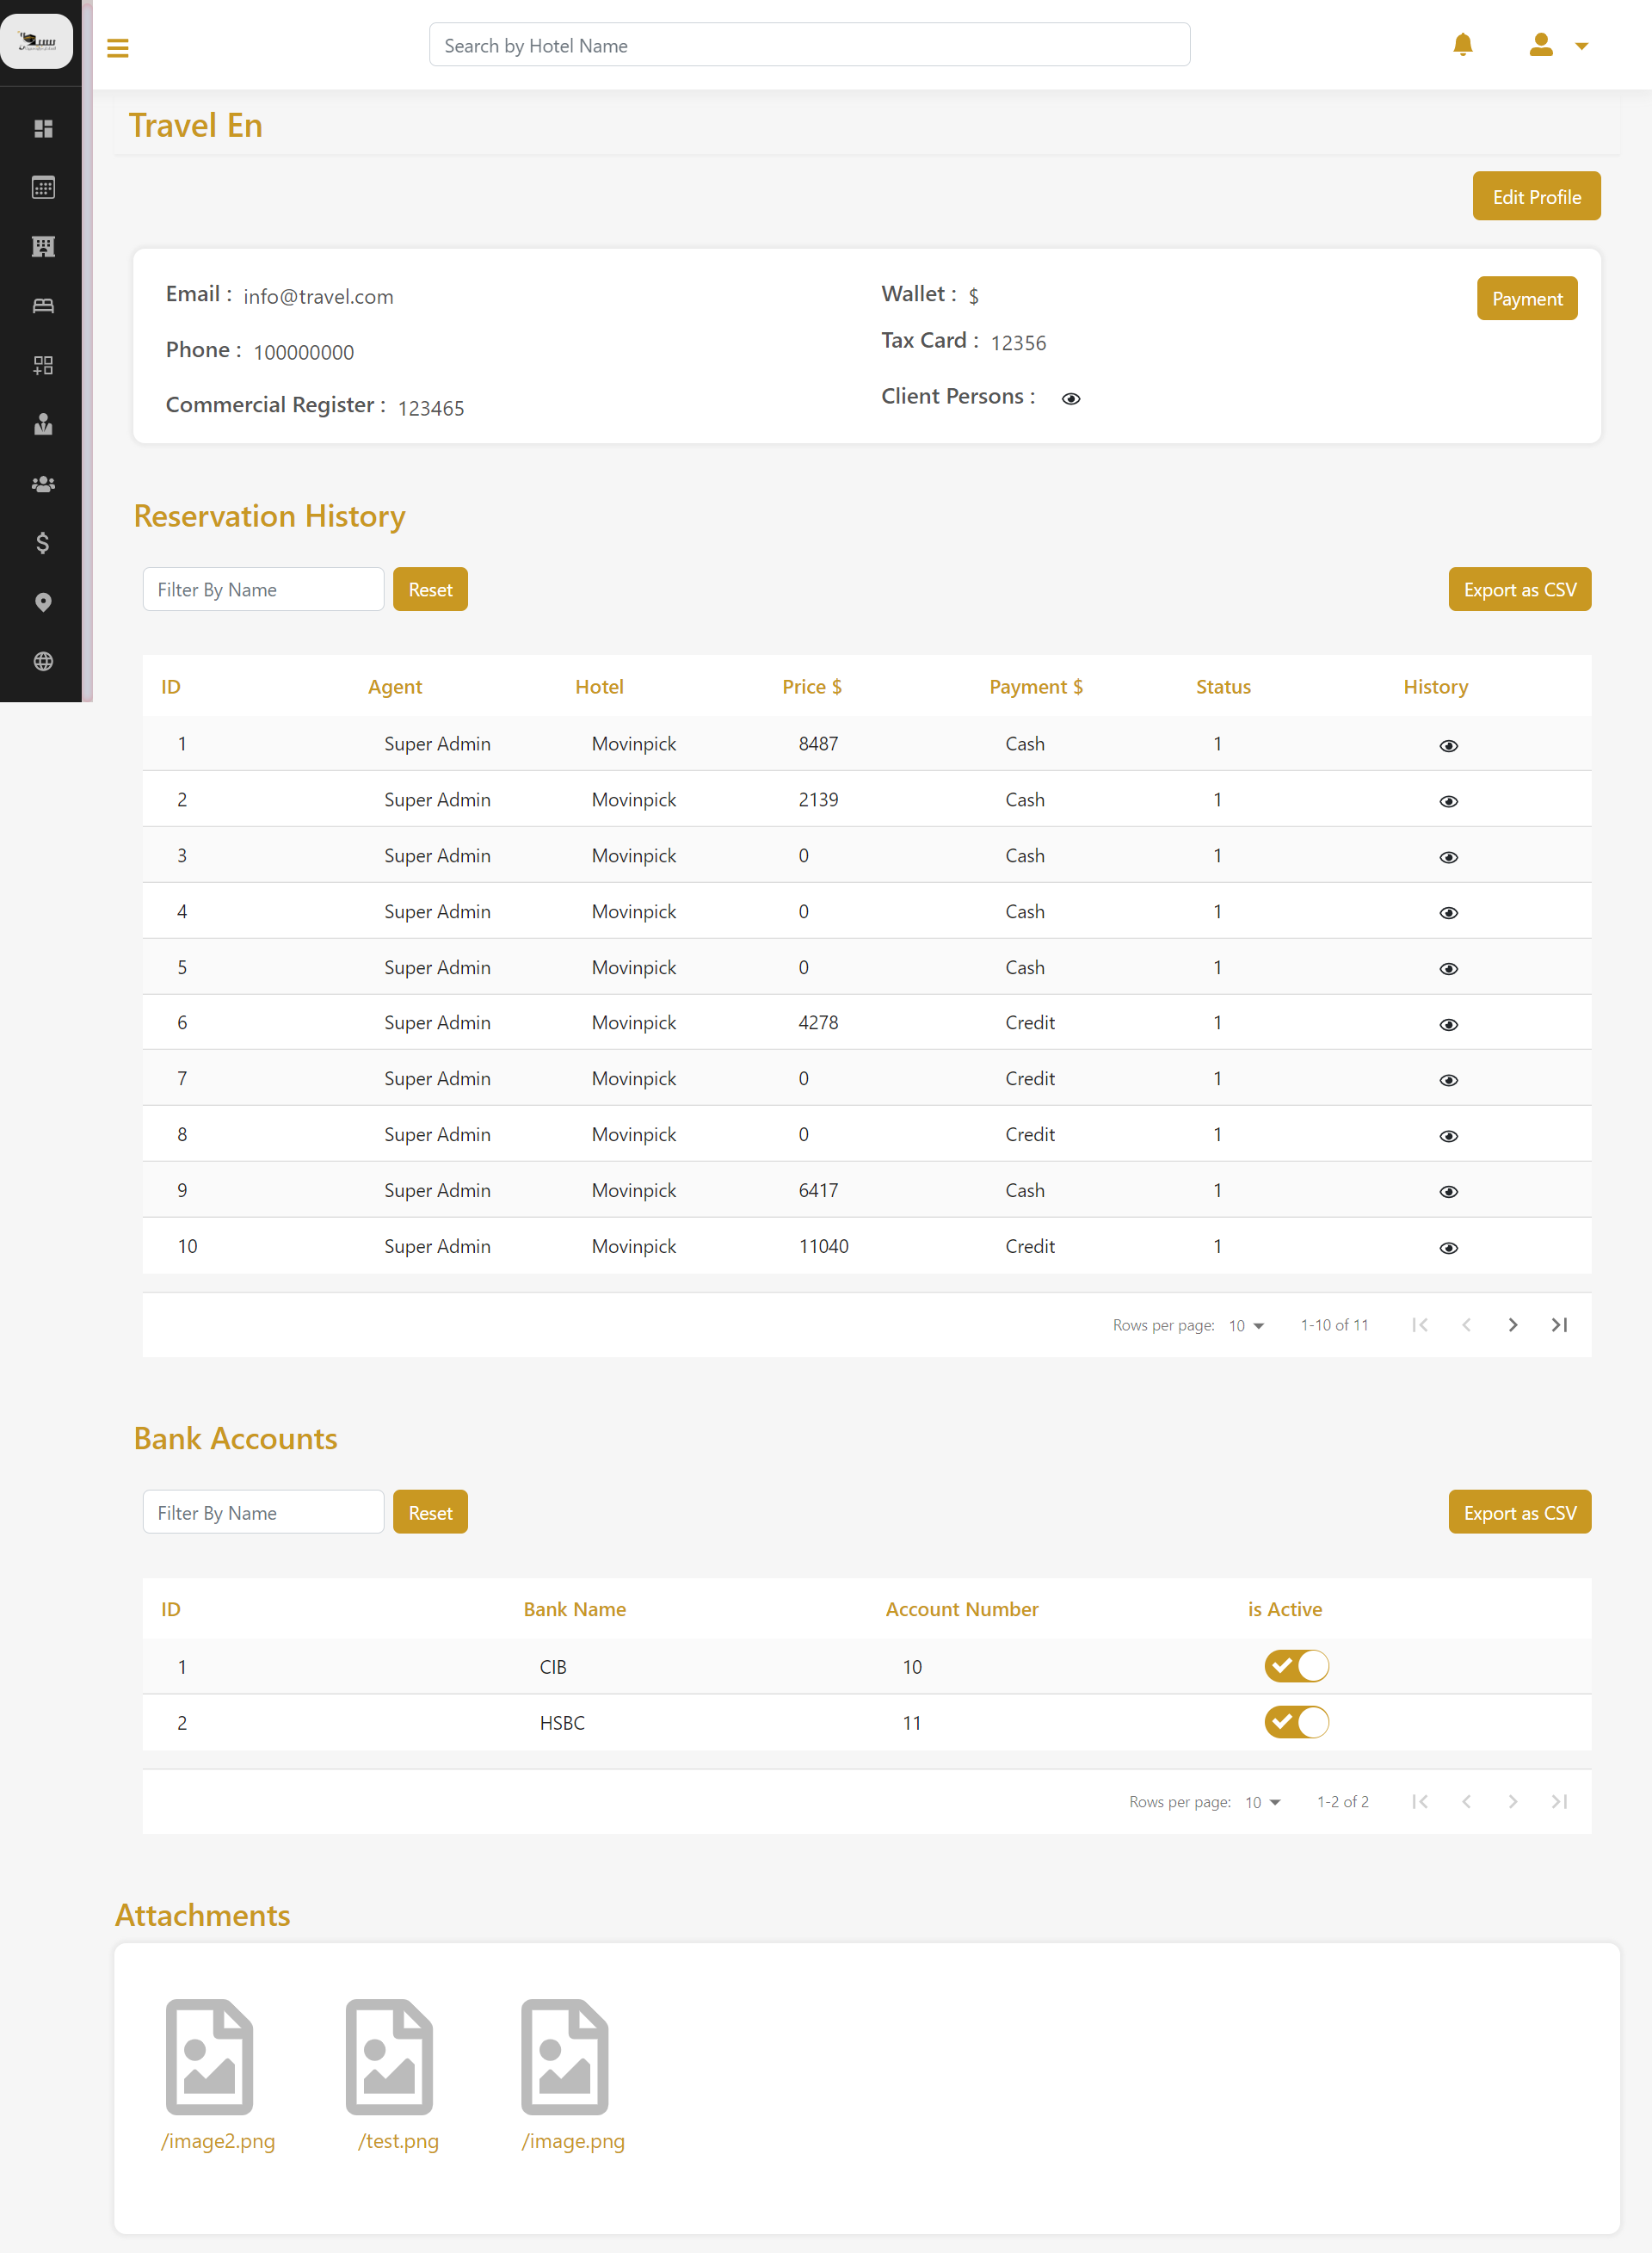 Search by Hotel Name
Travel En
Edit Profile
Email : info@travel.com
Wallet : $
Payment
Phone : 100000000
Tax Card : 12356
Commercial Register : 123465
Client Persons :
Reservation History
Filter By Name Reset Export as CSV
ID Agent Hotel Price $ Payment $ Status History
1 Super Admin Movinpick 8487 Cash 1
2 Super Admin Movinpick 2139 Cash 1
3 Super Admin Movinpick 0 Cash 1
4 Super Admin Movinpick 0 Cash 1
5 Super Admin Movinpick 0 Cash 1
6 Super Admin Movinpick 4278 Credit 1
7 Super Admin Movinpick 0 Credit 1
8 Super Admin Movinpick 0 Credit 1
9 Super Admin Movinpick 6417 Cash 1
10 Super Admin Movinpick 11040 Credit 1
Rows per page: 10 1-10 of 11
Bank Accounts
Filter By Name Reset Export as CSV
ID Bank Name Account Number is Active
1 CIB 10
2 HSBC 11
Rows per page: 10 1-2 of 2
Attachments
/image2.png /test.png /image.png